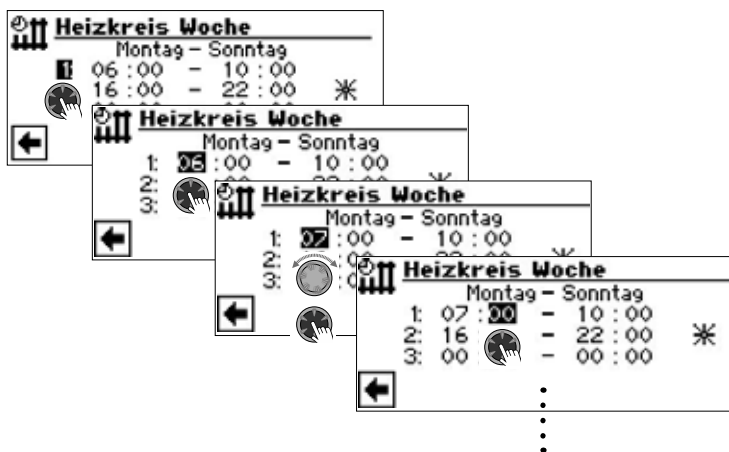 Heizkreis Woche
Montag – Sonntag
1: 06 : 00 – 10 : 00
16 : 00 – 22 : 00
Heizkreis Woche
Montag – Sonntag
1: 06 : 00 – 10 : 00
2:
3:
Heizkreis Woche
Montag – Sonntag
1: 07 : 00 – 10 : 00
2:
3:
Heizkreis Woche
Montag – Sonntag
1: 07 : 00 – 10 : 00
2: 16 – 22 : 00
3: 00 – 00 : 00